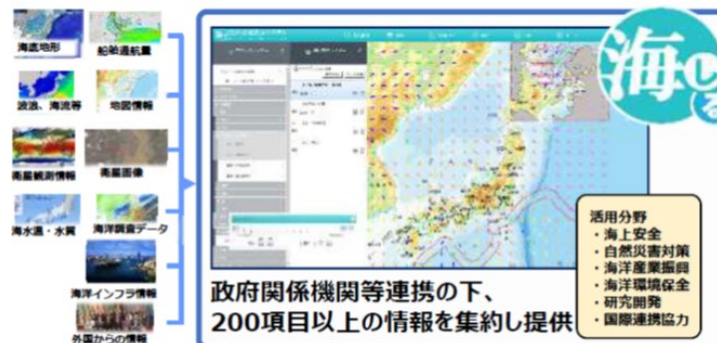 海底地形
船舶通航量
波浪、海流等
地図情報
衛星観測情報
衛星画像
海水温・水質
海洋調査データ
海洋インフラ情報
外国からの情報
海しる
政府関係機関等連携の下、
200項目以上の情報を集約し提供
活用分野
・海上安全
・自然災害対策
・海洋産業振興
・海洋環境保全
・研究開発
・国際連携協力